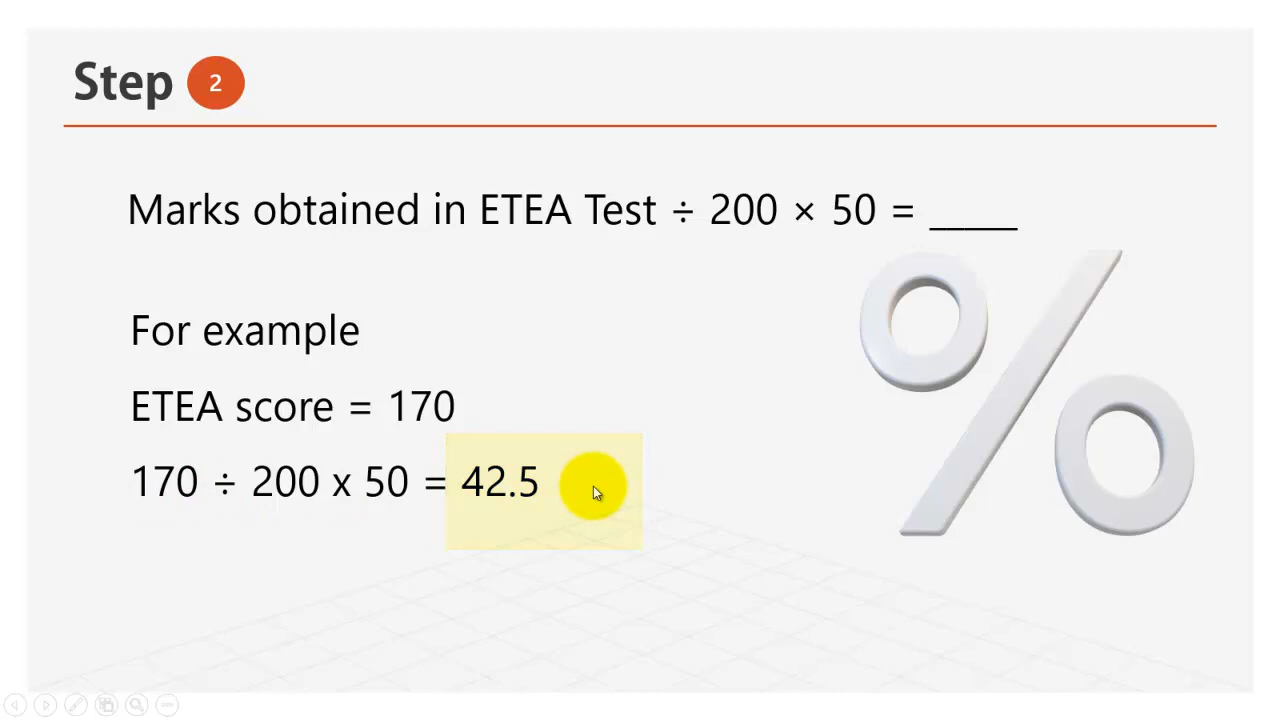 Step 2
Marks obtained in ETEA Test ÷ 200 × 50 = _____
For example
ETEA score = 170
170 ÷ 200 x 50 = 42.5
%